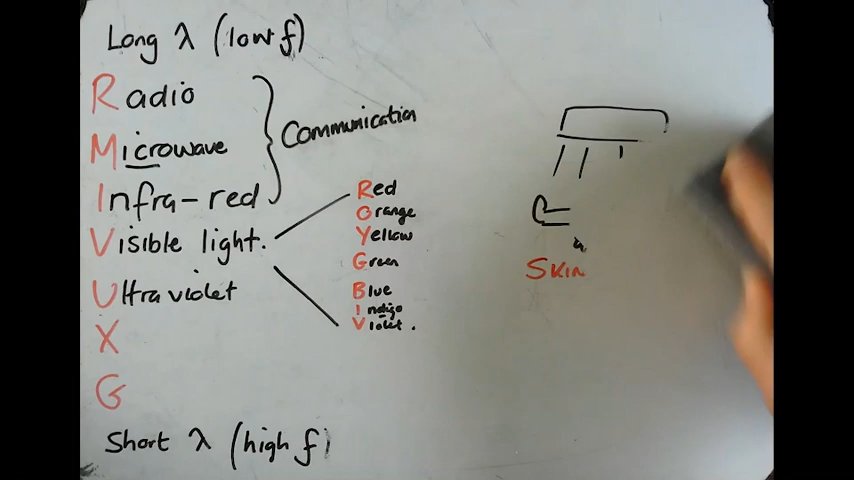 Long λ (low f)
Radio
Microwave
Infra-red
Communication
Visible light.
Ultraviolet
X
G
Short λ (high f)
Red
Orange
Yellow
Green
Blue
Indigo
Violet.
Skin